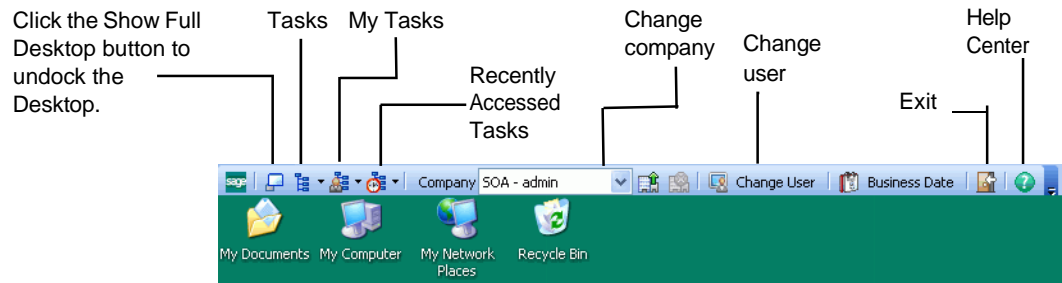 Click the Show Full
Desktop button to
undock the
Desktop.
Tasks
My Tasks
Recently
Accessed
Tasks
Change
company
Change
user
Exit
Help
Center
sage
Company SOA - admin
Change User
Business Date
My Documents
My Computer
My Network
Places
Recycle Bin